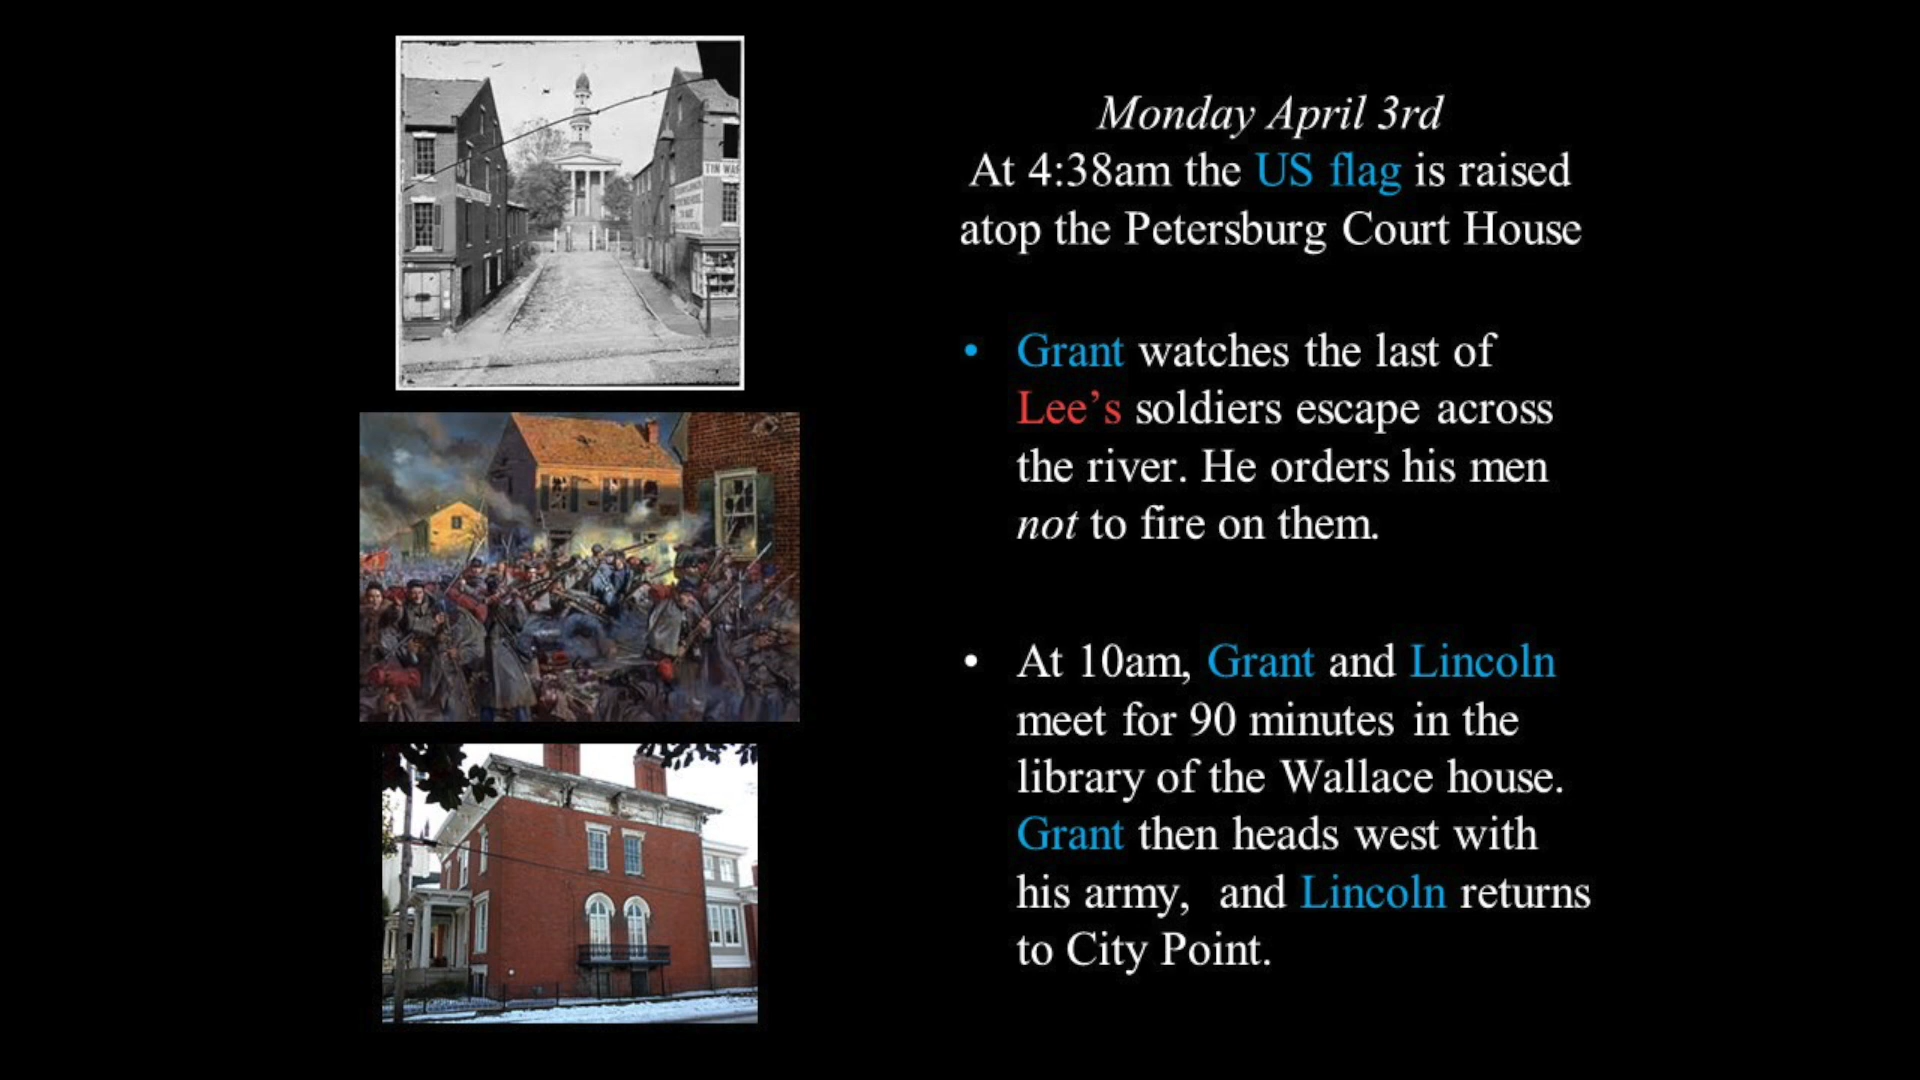 TIN WA
Monday April 3rd
At 4:38am the US flag is raised
atop the Petersburg Court House
• Grant watches the last of
Lee’s soldiers escape across
the river. He orders his men
not to fire on them.
• At 10am, Grant and Lincoln
meet for 90 minutes in the
library of the Wallace house.
Grant then heads west with
his army,  and Lincoln returns
to City Point.